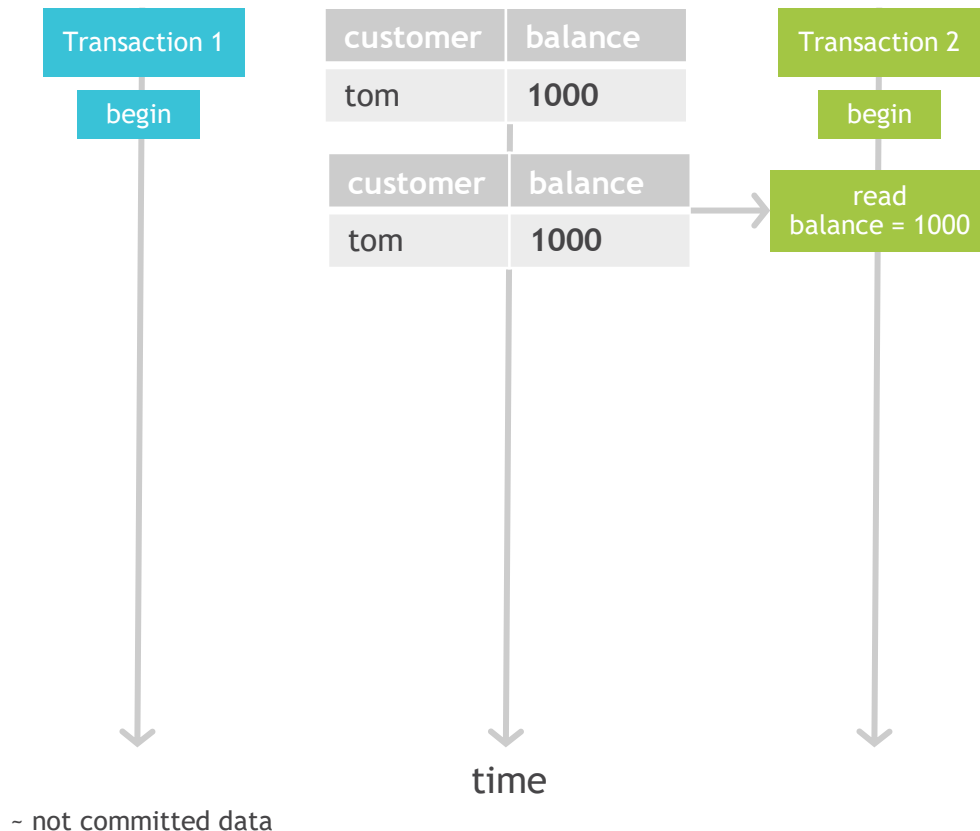 Transaction 1
customer balance
Transaction 2
tom 1000
begin
begin
customer balance
read
balance = 1000
tom 1000
time
~ not committed data